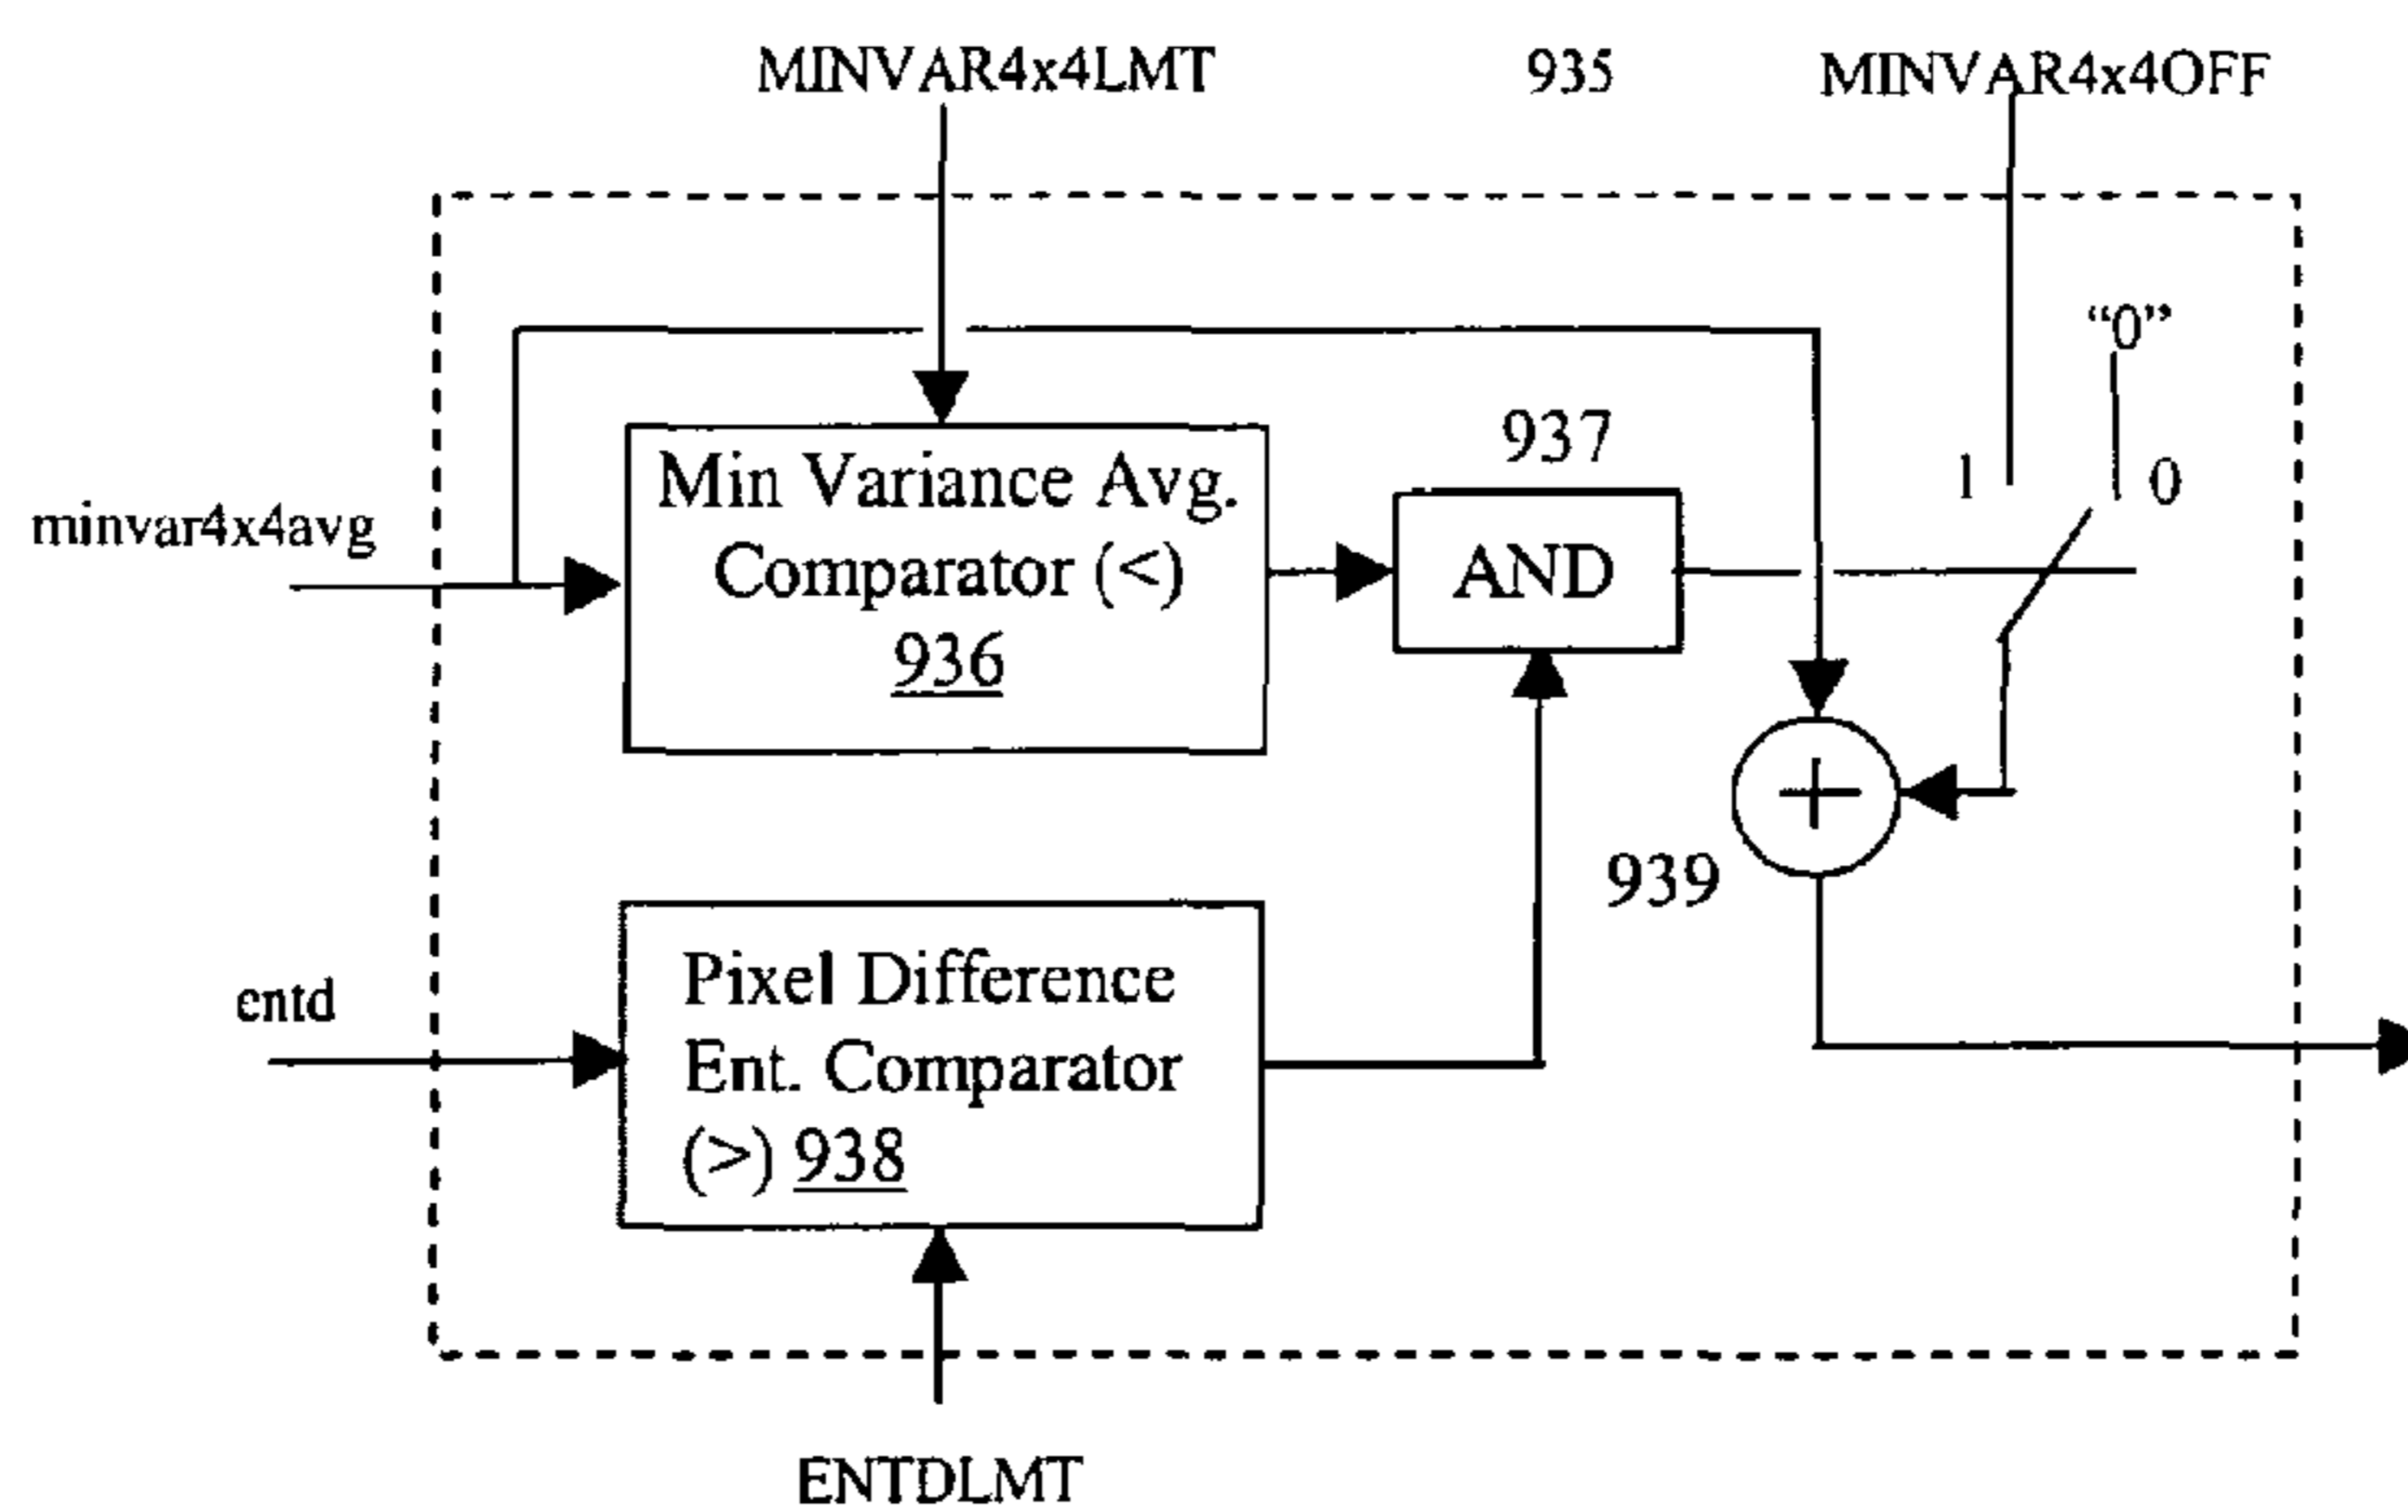 MINVAR4x4LMT
935
MINVAR4x4OFF
“0”
1
0
937
Min Variance Avg.
Comparator (<)
936
AND
minvar4x4avg
+
939
entd
Pixel Difference
Ent. Comparator
(>) 938
ENTDLMT